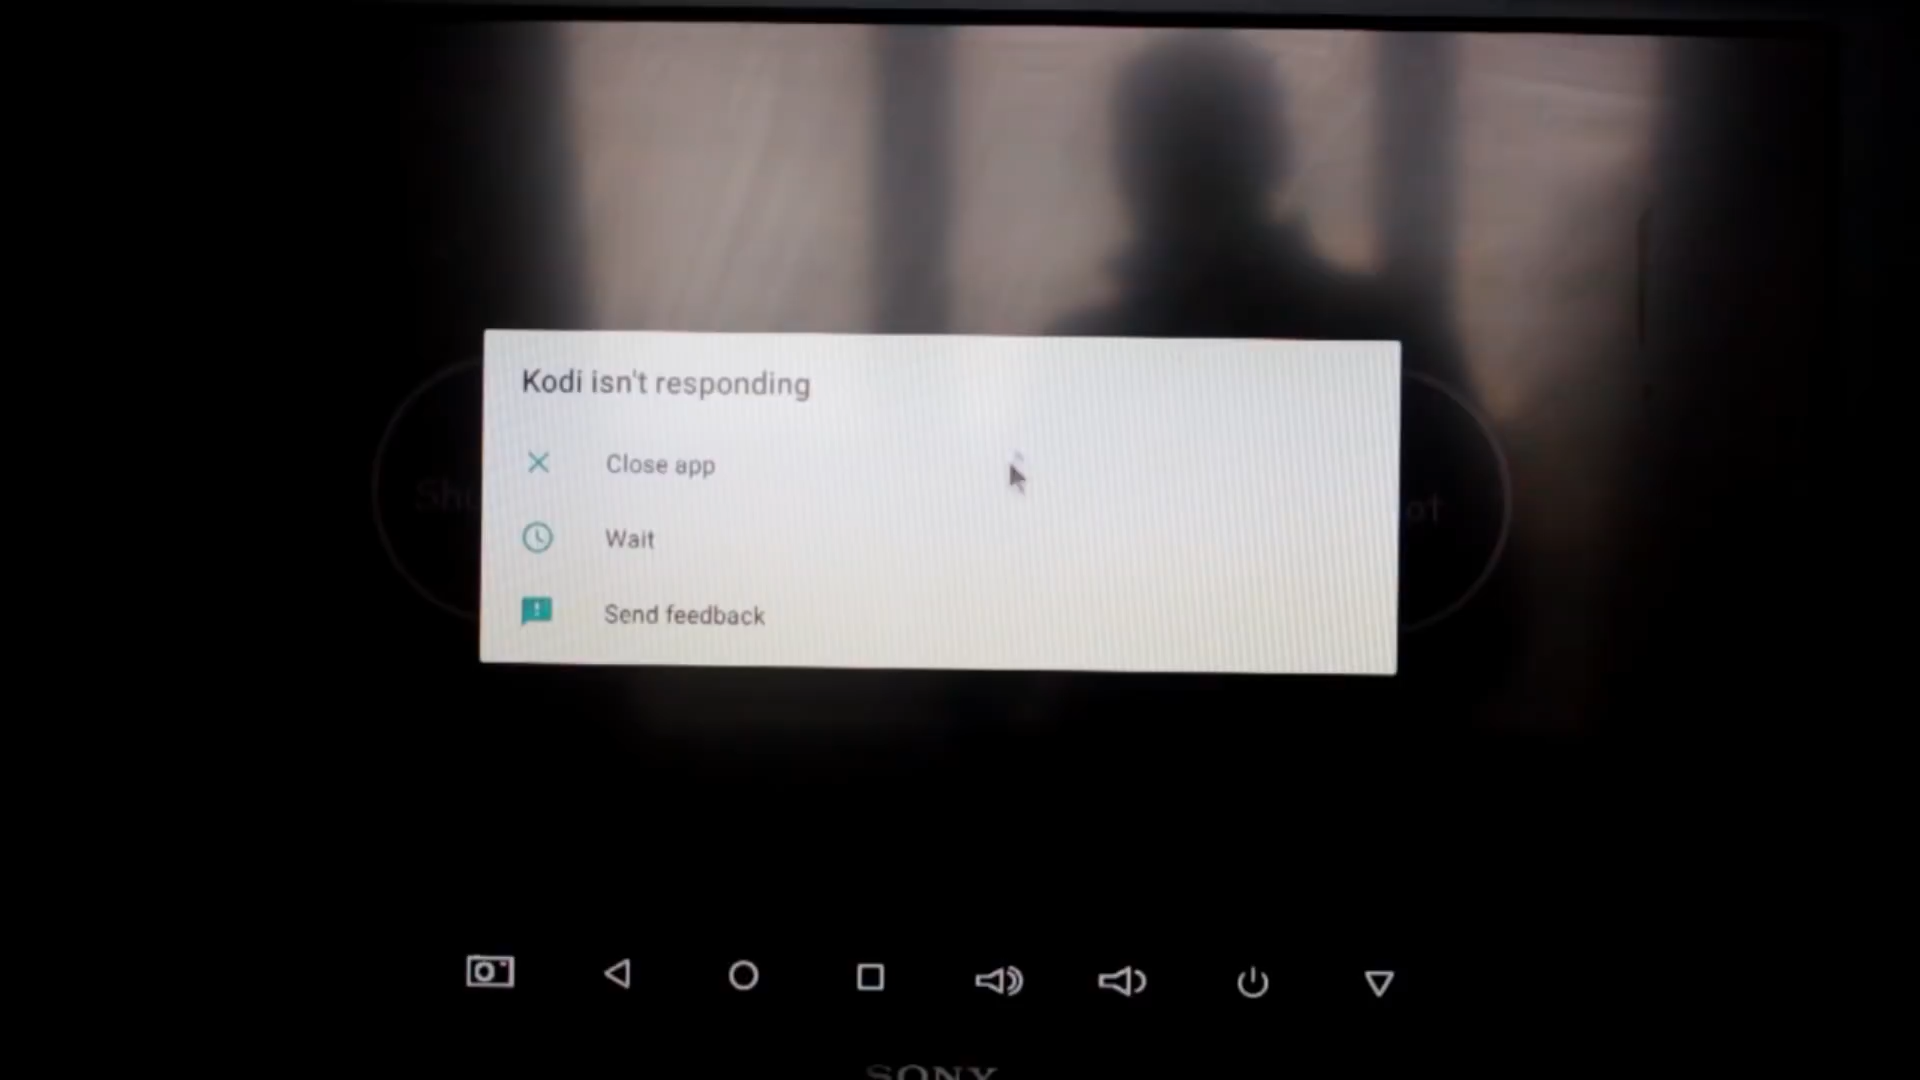 Kodi isn't responding
Close app
Wait
Send feedback
SONY